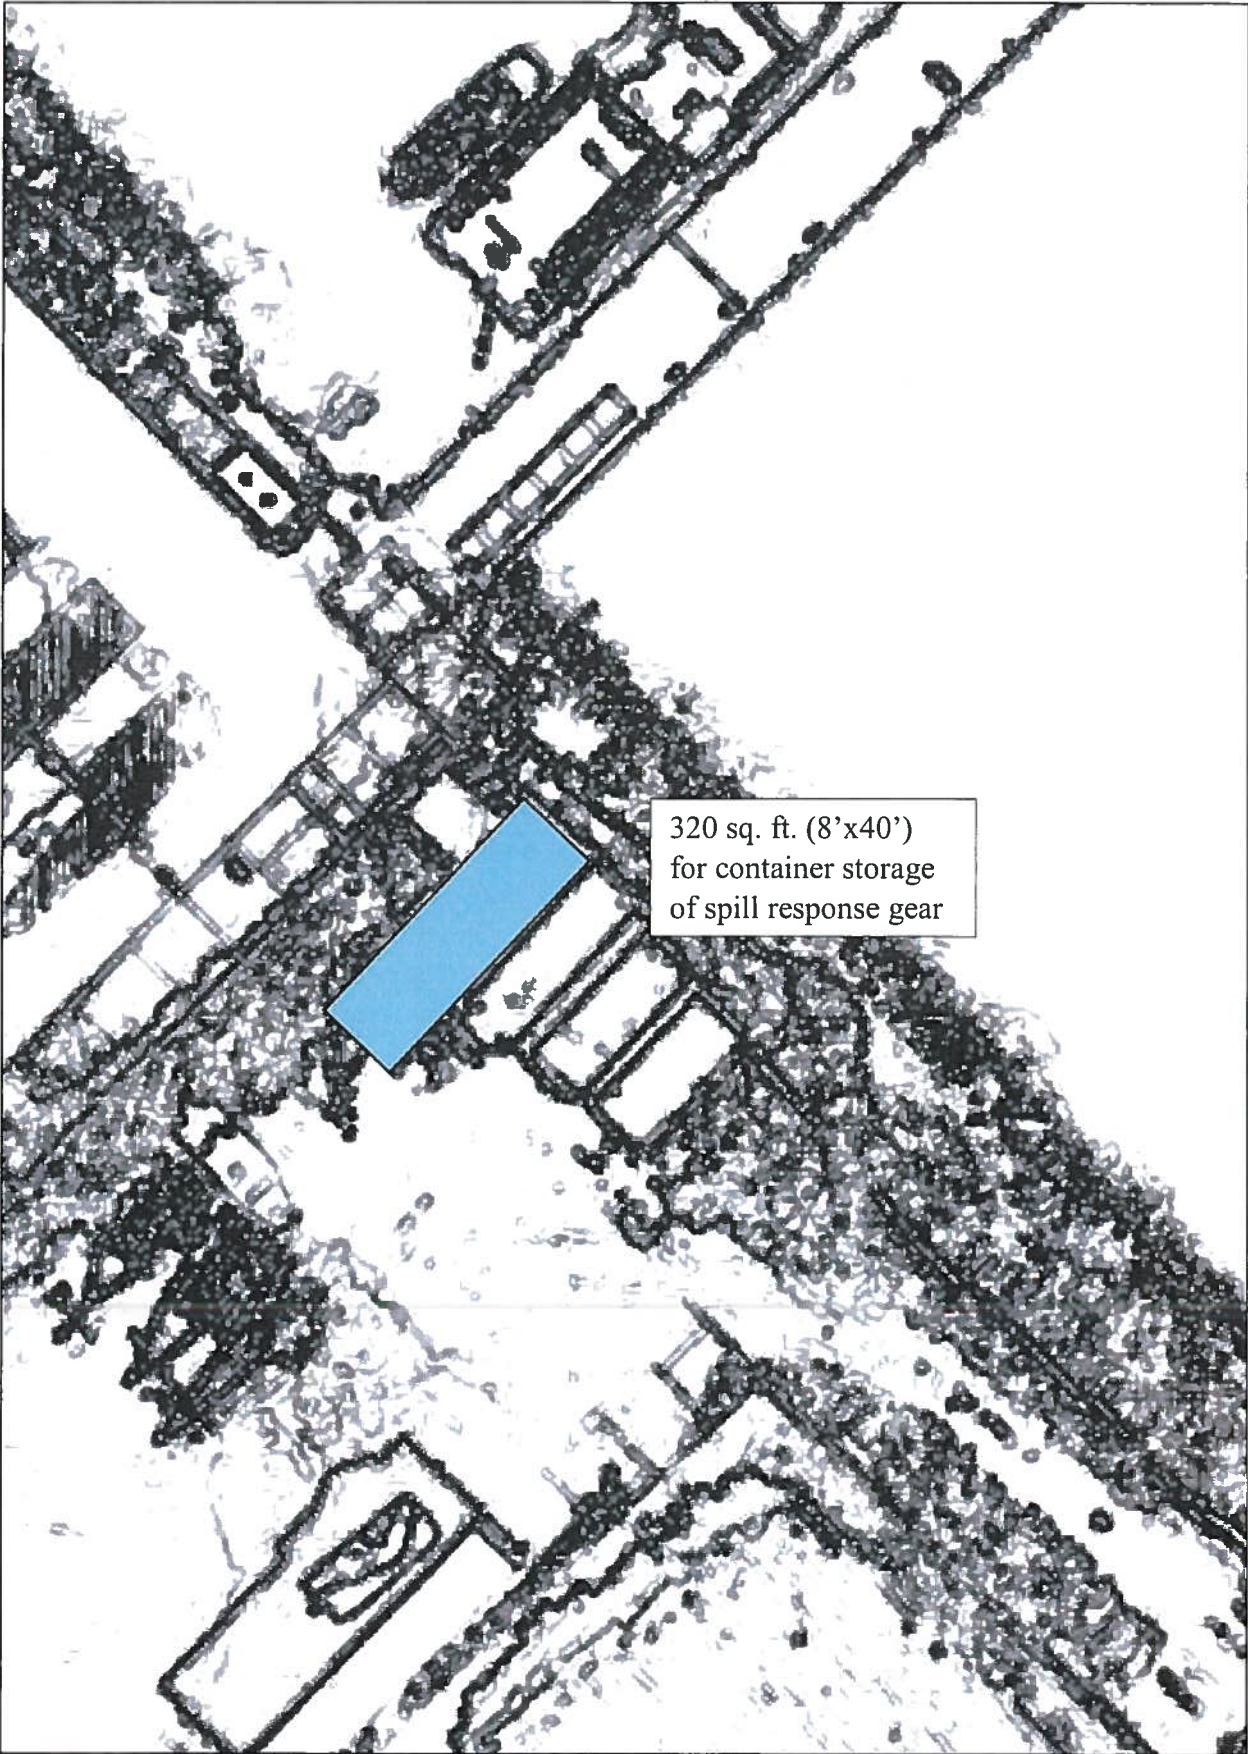 320 sq. ft. (8’x40’)
for container storage
of spill response gear